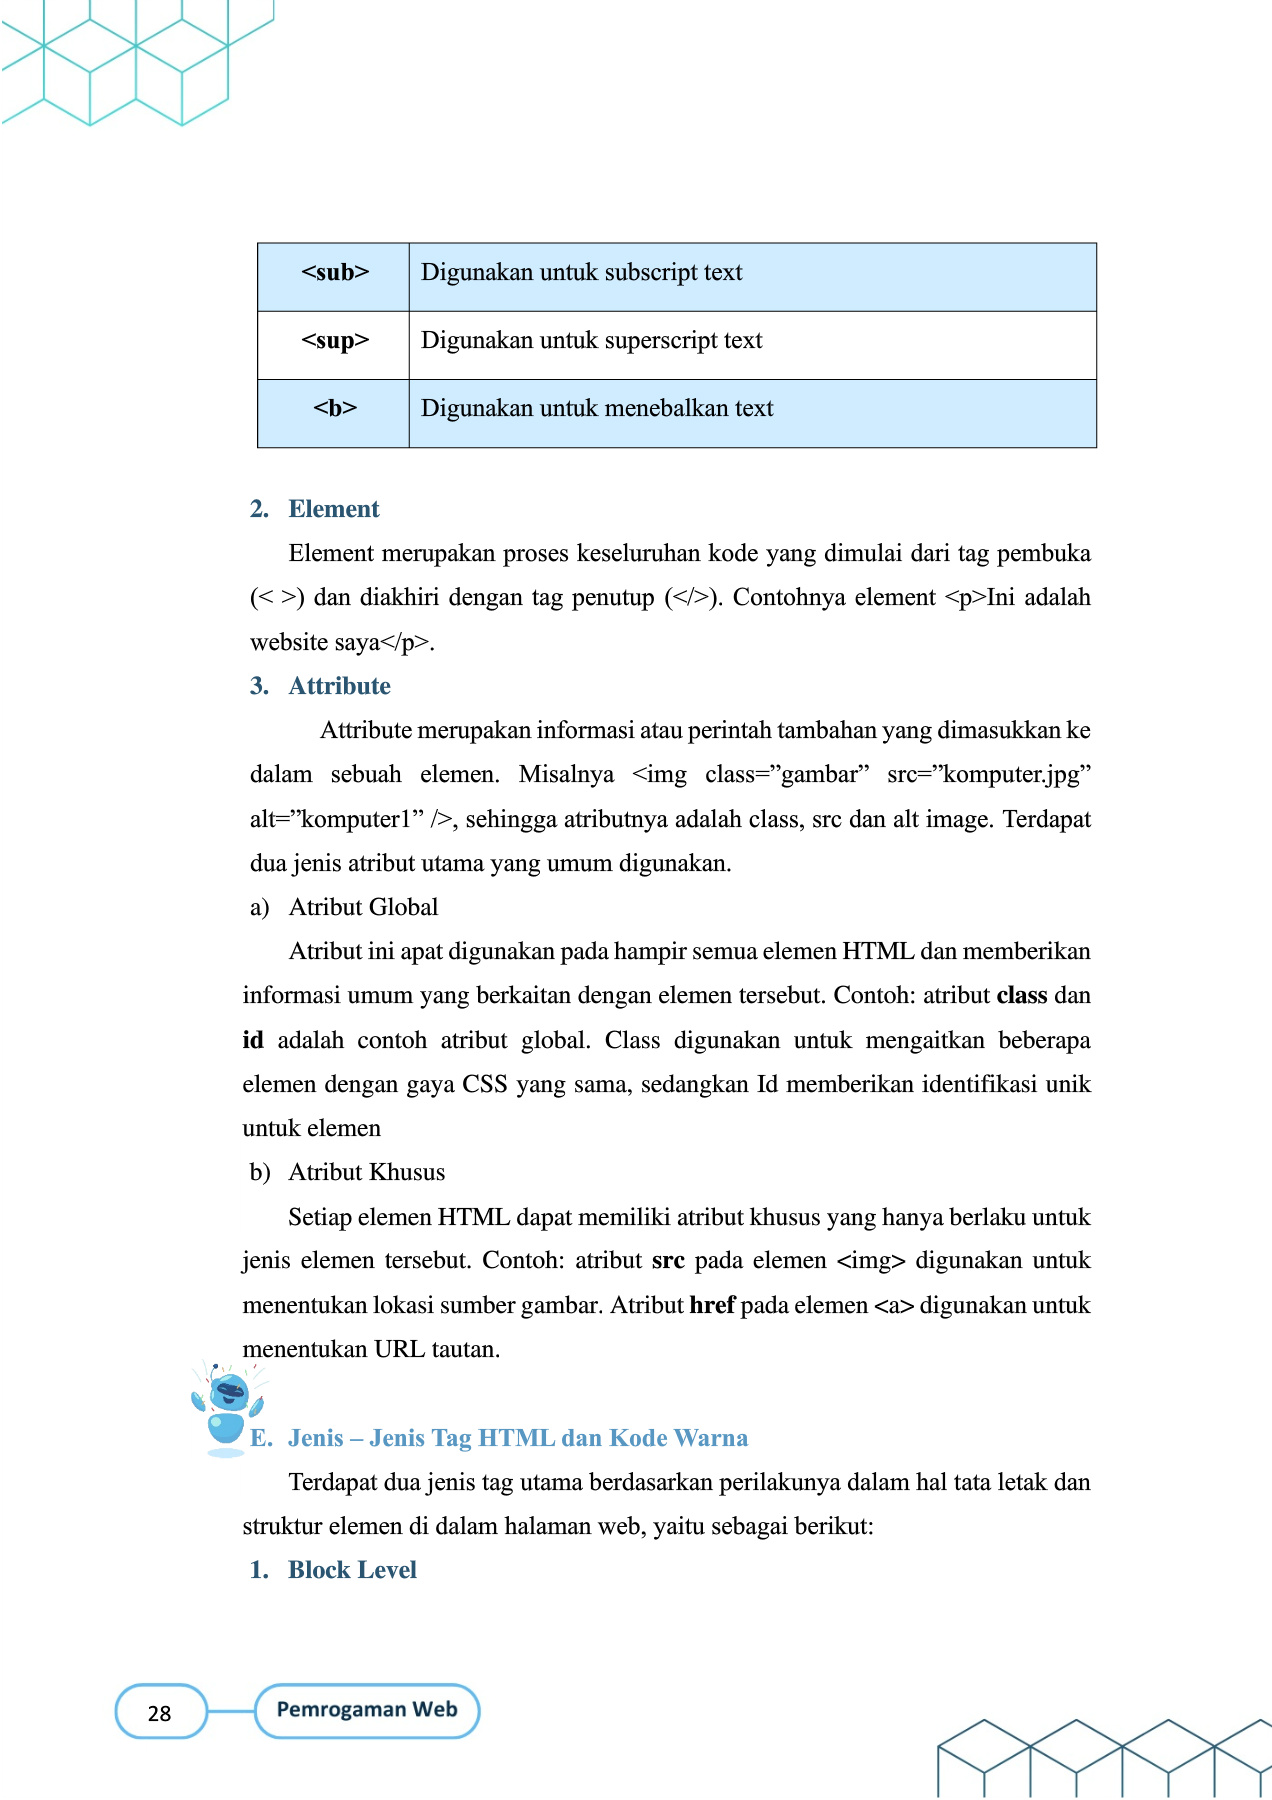 <sub> Digunakan untuk subscript text
<sup> Digunakan untuk superscript text
<b> Digunakan untuk menebalkan text
2. Element
Element merupakan proses keseluruhan kode yang dimulai dari tag pembuka
(< >) dan diakhiri dengan tag penutup (</>). Contohnya element <p>Ini adalah
website saya</p>.
3. Attribute
Attribute merupakan informasi atau perintah tambahan yang dimasukkan ke
dalam sebuah elemen. Misalnya <img class=”gambar” src=”komputer.jpg”
alt=”komputer1” />, sehingga atributnya adalah class, src dan alt image. Terdapat
dua jenis atribut utama yang umum digunakan.
a) Atribut Global
Atribut ini apat digunakan pada hampir semua elemen HTML dan memberikan
informasi umum yang berkaitan dengan elemen tersebut. Contoh: atribut class dan
id adalah contoh atribut global. Class digunakan untuk mengaitkan beberapa
elemen dengan gaya CSS yang sama, sedangkan Id memberikan identifikasi unik
untuk elemen
b) Atribut Khusus
Setiap elemen HTML dapat memiliki atribut khusus yang hanya berlaku untuk
jenis elemen tersebut. Contoh: atribut src pada elemen <img> digunakan untuk
menentukan lokasi sumber gambar. Atribut href pada elemen <a> digunakan untuk
menentukan URL tautan.
E. Jenis – Jenis Tag HTML dan Kode Warna
Terdapat dua jenis tag utama berdasarkan perilakunya dalam hal tata letak dan
struktur elemen di dalam halaman web, yaitu sebagai berikut:
1. Block Level
28 Pemrogaman Web